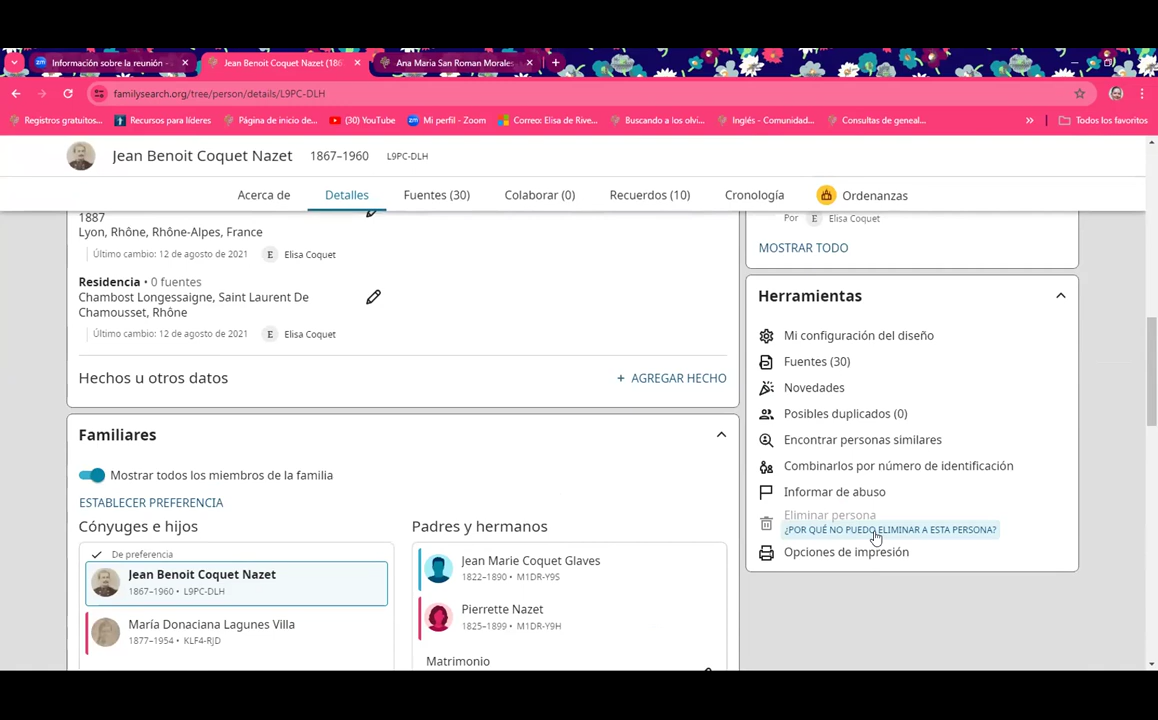 Información sobre la reunión -
Jean Benoit Coquet Nazet (186
Ana Maria San Roman Morales
familysearch.org/tree/person/details/L9PC-DLH
Registros gratuitos...
Recursos para líderes
Página de inicio de...
(30) YouTube
Mi perfil - Zoom
Correo: Elisa de Rive...
Buscando a los olvi...
Inglés - Comunidad...
Consultas de geneal...
»
Todos los favoritos
Jean Benoit Coquet Nazet 1867–1960 L9PC-DLH
Acerca de
Detalles
Fuentes (30)
Colaborar (0)
Recuerdos (10)
Cronología
Ordenanzas
1887
Lyon, Rhône, Rhône-Alpes, France
Último cambio: 12 de agosto de 2021 E Elisa Coquet
Residencia • 0 fuentes
Chambost Longessaigne, Saint Laurent De
Chamousset, Rhône
Último cambio: 12 de agosto de 2021 E Elisa Coquet
Hechos u otros datos
+ AGREGAR HECHO
Familiares
Mostrar todos los miembros de la familia
ESTABLECER PREFERENCIA
Cónyuge e hijos
De preferencia
Jean Benoit Coquet Nazet
1867–1960 • L9PC-DLH
María Donaciana Lagunes Villa
1877–1954 • KLF4-RJD
Padres y hermanos
Jean Marie Coquet Glaves
1822–1890 • M1DR-Y9S
Pierrette Nazet
1825–1899 • M1DR-Y9H
Matrimonio
Por E Elisa Coquet
MOSTRAR TODO
Herramientas
Mi configuración del diseño
Fuentes (30)
Novedades
Posibles duplicados (0)
Encontrar personas similares
Combinarlos por número de identificación
Informar de abuso
Eliminar persona
¿POR QUÉ NO PUEDO ELIMINAR A ESTA PERSONA?
Opciones de impresión